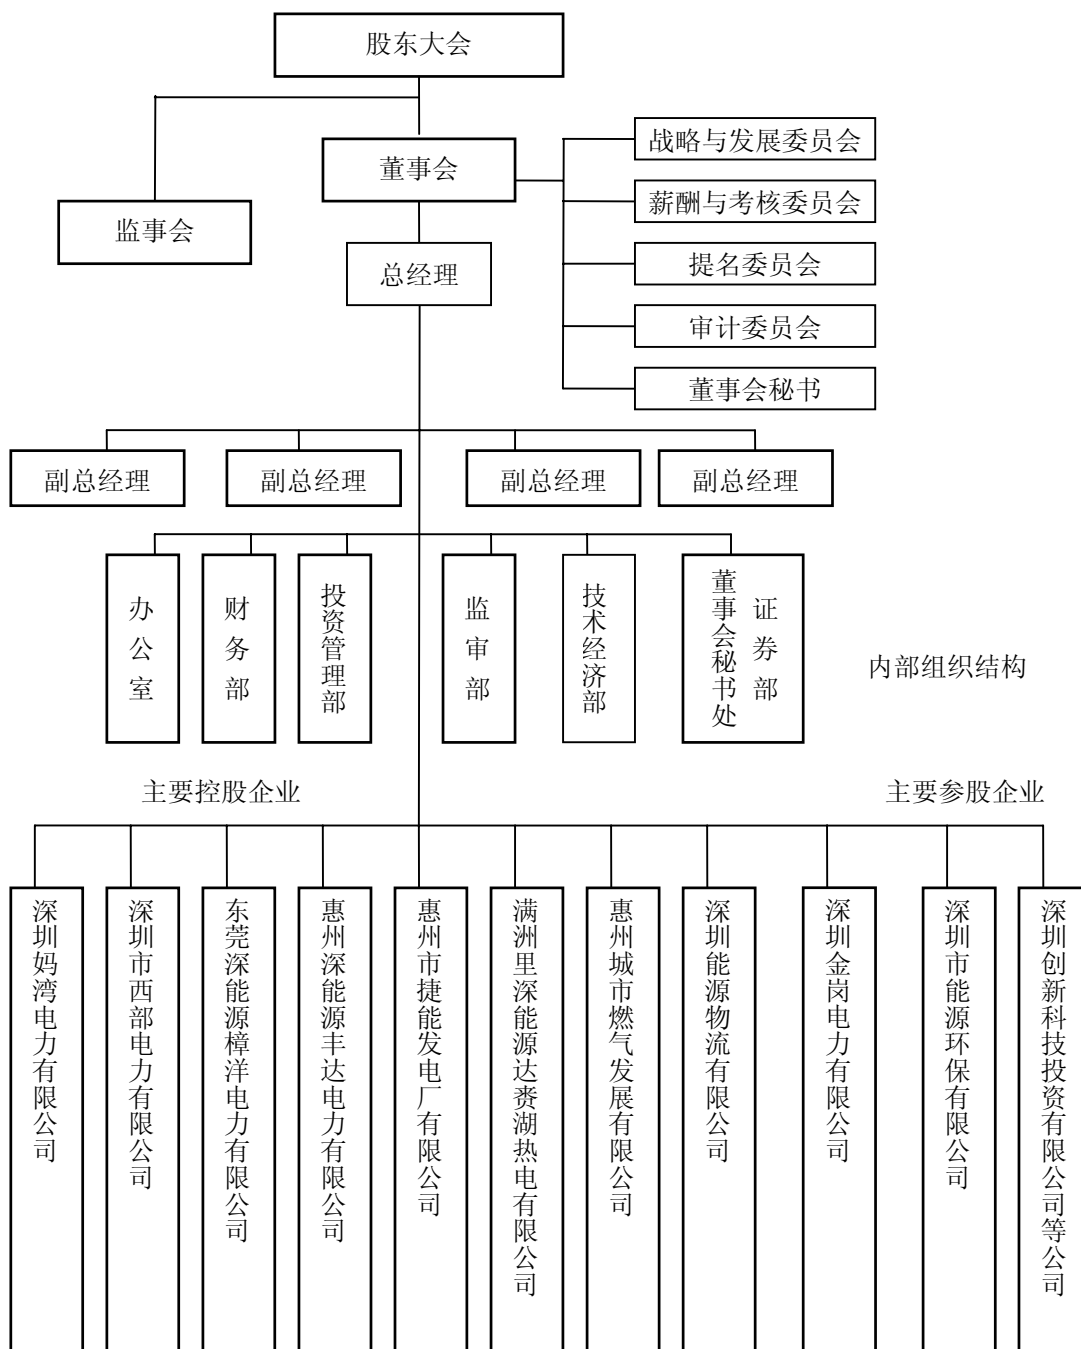 股东大会
董事会
监事会
总经理
战略与发展委员会
薪酬与考核委员会
提名委员会
审计委员会
董事会秘书
副总经理
副总经理
副总经理
副总经理
办公室
财务部
投资管理部
监审部
技术经济部
董事会秘书处
证券部
内部组织结构
主要控股企业
主要参股企业
深圳妈湾电力有限公司
深圳市西部电力有限公司
东莞深能源樟洋电力有限公司
惠州深能源丰达电力有限公司
惠州市捷能发电厂有限公司
满洲里深能源达赉湖热电有限公司
惠州城市燃气发展有限公司
深圳能源物流有限公司
深圳金岗电力有限公司
深圳市能源环保有限公司
深圳创新科技投资有限公司等公司